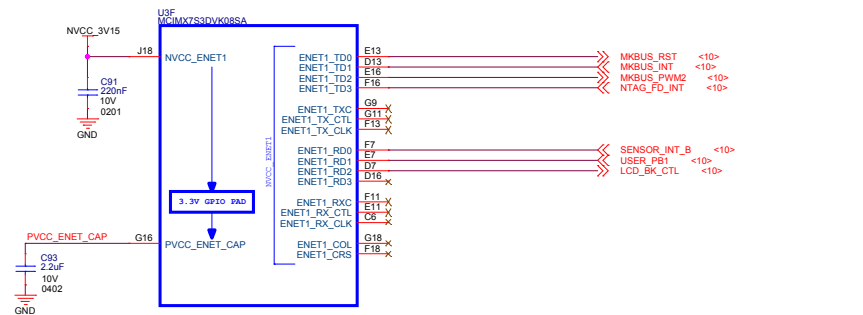 U3F
MCIMX7S3DVK08SA
NVCC_3V15
J18 NVCC_ENET1
C91
220nF
10V
0201
GND
3.3V GPIO PAD
NVCC_ENET1
PVCC_ENET_CAP G16 PVCC_ENET_CAP
C93
2.2uF
10V
0402
GND
ENET1_TD0 E13 MKBUS_RST <10>
ENET1_TD1 D13 MKBUS_INT <10>
ENET1_TD2 E16 MKBUS_PWM2 <10>
ENET1_TD3 F16 NTAG_FD_INT <10>
ENET1_TXC G9
ENET1_TX_CTL G11
ENET1_TX_CLK F13
ENET1_RD0 F7 SENSOR_INT_B <10>
ENET1_RD1 E7 USER_PB1 <10>
ENET1_RD2 D7 LCD_BK_CTL <10>
ENET1_RD3 D16
ENET1_RXC F11
ENET1_RX_CTL E11
ENET1_RX_CLK C6
ENET1_COL G18
ENET1_CRS F18